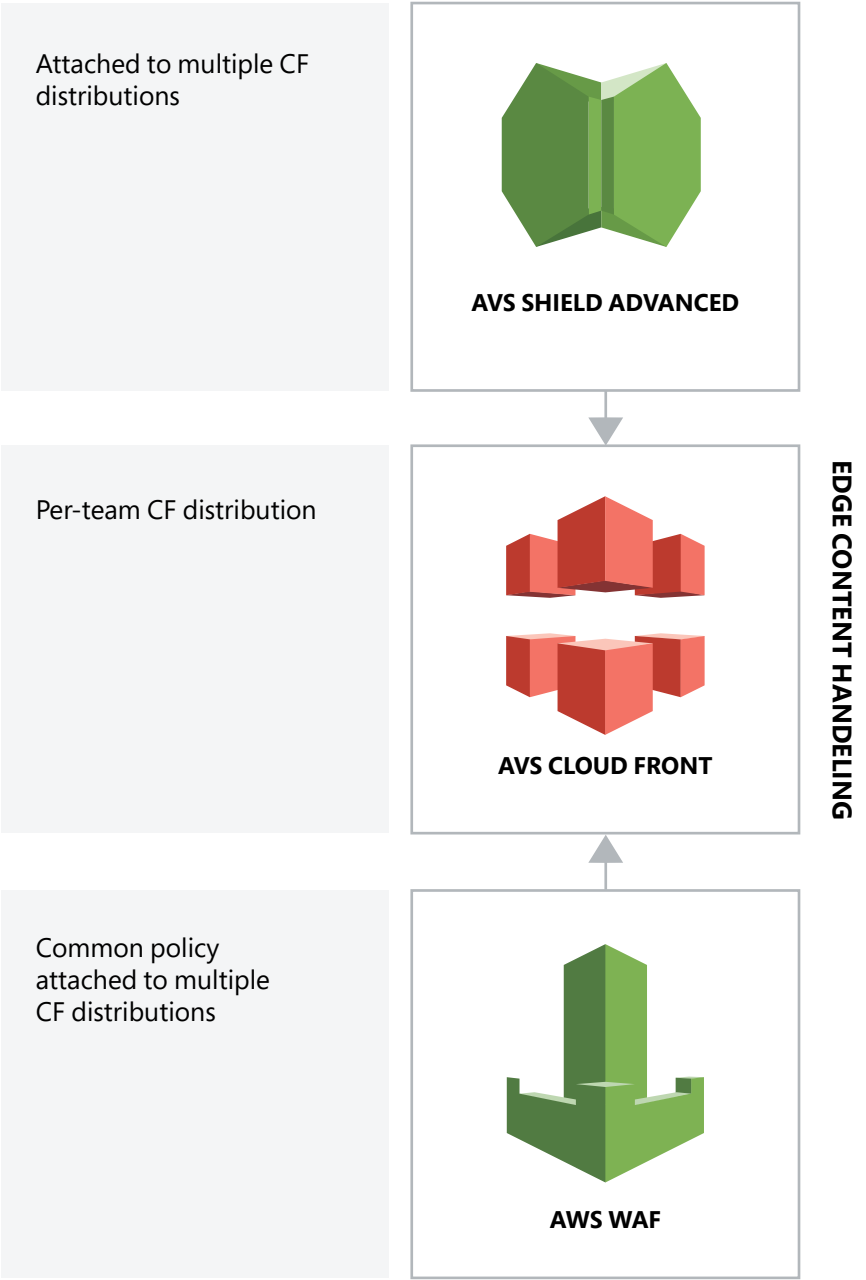 Attached to multiple CF
distributions
AVS SHIELD ADVANCED
Per-team CF distribution
AVS CLOUD FRONT
EDGE CONTENT HANDELING
Common policy
attached to multiple
CF distributions
AWS WAF